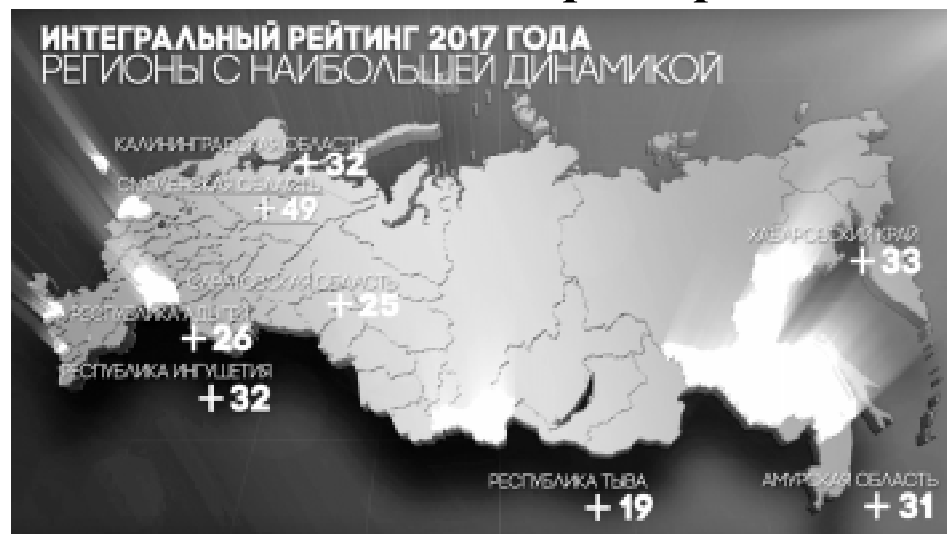 ИНТЕГРАЛЬНЫЙ РЕЙТИНГ 2017 ГОДА
РЕГИОНЫ С НАИБОЛЬШЕЙ ДИНАМИКОЙ
КАЛИНИНГРАДСКАЯ ОБЛАСТЬ
+32
СМОЛЕНСКАЯ ОБЛАСТЬ
+49
ХАБАРОВСКИЙ КРАЙ
+33
САРАТОВСКАЯ ОБЛАСТЬ
+25
РЕСПУБЛИКА АДЫГЕЯ
+26
РЕСПУБЛИКА ИНГУШЕТИЯ
+32
РЕСПУБЛИКА ТЫВА
+19
АМУРСКАЯ ОБЛАСТЬ
+31